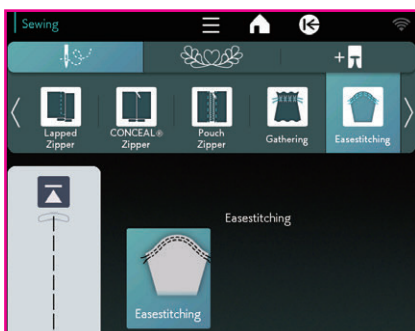 Sewing
Lapped
Zipper
CONCEAL®
Zipper
Pouch
Zipper
Gathering
Easestitching
Easestitching
Easestitching